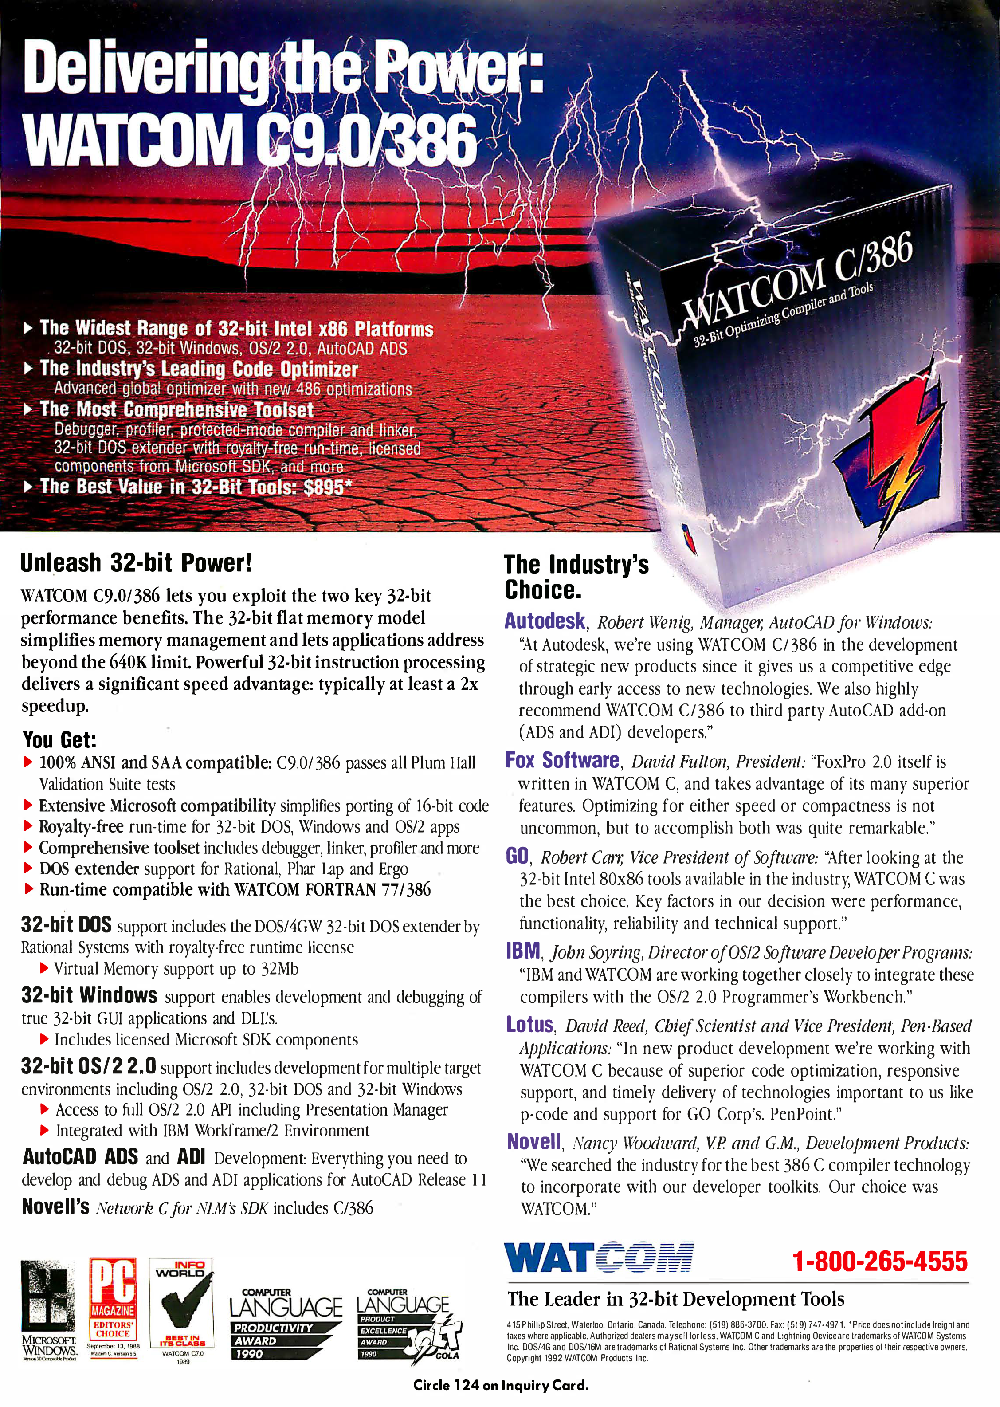 Delivering the Power:
WATCOM C9.0/386
WATCOM C/386
32-Bit Optimizing Compiler and Tools
WATCOM C/386
▶ The Widest Range of 32-bit Intel x86 Platforms
32-bit DOS, 32-bit Windows, OS/2 2.0, AutoCAD ADS
▶ The Industry's Leading Code Optimizer
Advanced global optimizer with new 486 optimizations
▶ The Most Comprehensive Toolset
Debugger, profiler, protected-mode compiler and linker,
32-bit DOS extender with royalty-free run-time, licensed
components from Microsoft SDK, and more
▶ The Best Value in 32-Bit Tools: $895*
Unleash 32-bit Power!
WATCOM C9.0/386 lets you exploit the two key 32-bit
performance benefits. The 32-bit flat memory model
simplifies memory management and lets applications address
beyond the 640K limit. Powerful 32-bit instruction processing
delivers a significant speed advantage: typically at least a 2x
speedup.
You Get:
▶ 100% ANSI and SAA compatible: C9.0/386 passes all Plum Hall
Validation Suite tests
▶ Extensive Microsoft compatibility simplifies porting of 16-bit code
▶ Royalty-free run-time for 32-bit DOS, Windows and OS/2 apps
▶ Comprehensive toolset includes debugger, linker, profiler and more
▶ DOS extender support for Rational, Phar Lap and Ergo
▶ Run-time compatible with WATCOM FORTRAN 77/386
32-bit DOS support includes the DOS/4GW 32-bit DOS extender by
Rational Systems with royalty-free runtime license
▶ Virtual Memory support up to 32Mb
32-bit Windows support enables development and debugging of
true 32-bit GUI applications and DLL's.
▶ Includes licensed Microsoft SDK components
32-bit OS/2 2.0 support includes development for multiple target
environments including OS/2 2.0, 32-bit DOS and 32-bit Windows
▶ Access to full OS/2 2.0 API including Presentation Manager
▶ Integrated with IBM Workframe/2 Environment
AutoCAD ADS and ADI Development: Everything you need to
develop and debug ADS and ADI applications for AutoCAD Release 11
Novell's Network C for NLM's SDK includes C/386
The Industry's
Choice.
Autodesk, Robert Wenig, Manager, AutoCAD for Windows:
"At Autodesk, we're using WATCOM C/386 in the development
of strategic new products since it gives us a competitive edge
through early access to new technologies. We also highly
recommend WATCOM C/386 to third party AutoCAD add-on
(ADS and ADI) developers."
Fox Software, David Fulton, President: "FoxPro 2.0 itself is
written in WATCOM C, and takes advantage of its many superior
features. Optimizing for either speed or compactness is not
uncommon, but to accomplish both was quite remarkable."
GO, Robert Carr, Vice President of Software: "After looking at the
32-bit Intel 80x86 tools available in the industry, WATCOM C was
the best choice. Key factors in our decision were performance,
functionality, reliability and technical support."
IBM, John Soyring, Director of OS/2 Software Developer Programs:
"IBM and WATCOM are working together closely to integrate these
compilers with the OS/2 2.0 Programmer's Workbench."
Lotus, David Reed, Chief Scientist and Vice President, Pen-Based
Applications: "In new product development we're working with
WATCOM C because of superior code optimization, responsive
support, and timely delivery of technologies important to us like
p-code and support for GO Corp's. PenPoint."
Novell, Nancy Woodward, V.P. and G.M., Development Products:
"We searched the industry for the best 386 C compiler technology
to incorporate with our developer toolkits. Our choice was
WATCOM."
MICROSOFT
WINDOWS.
PC
MAGAZINE
EDITORS'
CHOICE
INFO
WORLD
BEST IN
ITS CLASS
WATCOM C7.0
1989
COMPUTER
LANGUAGE
PRODUCTIVITY
AWARD
1990
COMPUTER
LANGUAGE
PRODUCT
EXCELLENCE
AWARD
1990
Jolt
COLA
WATCOM
1-800-265-4555
The Leader in 32-bit Development Tools
415 Phillip Street, Waterloo, Ontario, Canada. Telephone: (519) 886-3700. Fax: (519) 747-4971. *Price does not include freight and
taxes where applicable. Authorized dealers may sell for less. WATCOM C and Lightning Device are trademarks of WATCOM Systems
Inc. DOS/4G and DOS/16M are trademarks of Rational Systems Inc. Other trademarks are the properties of their respective owners.
Copyright 1992 WATCOM Products Inc.
Circle 124 on Inquiry Card.